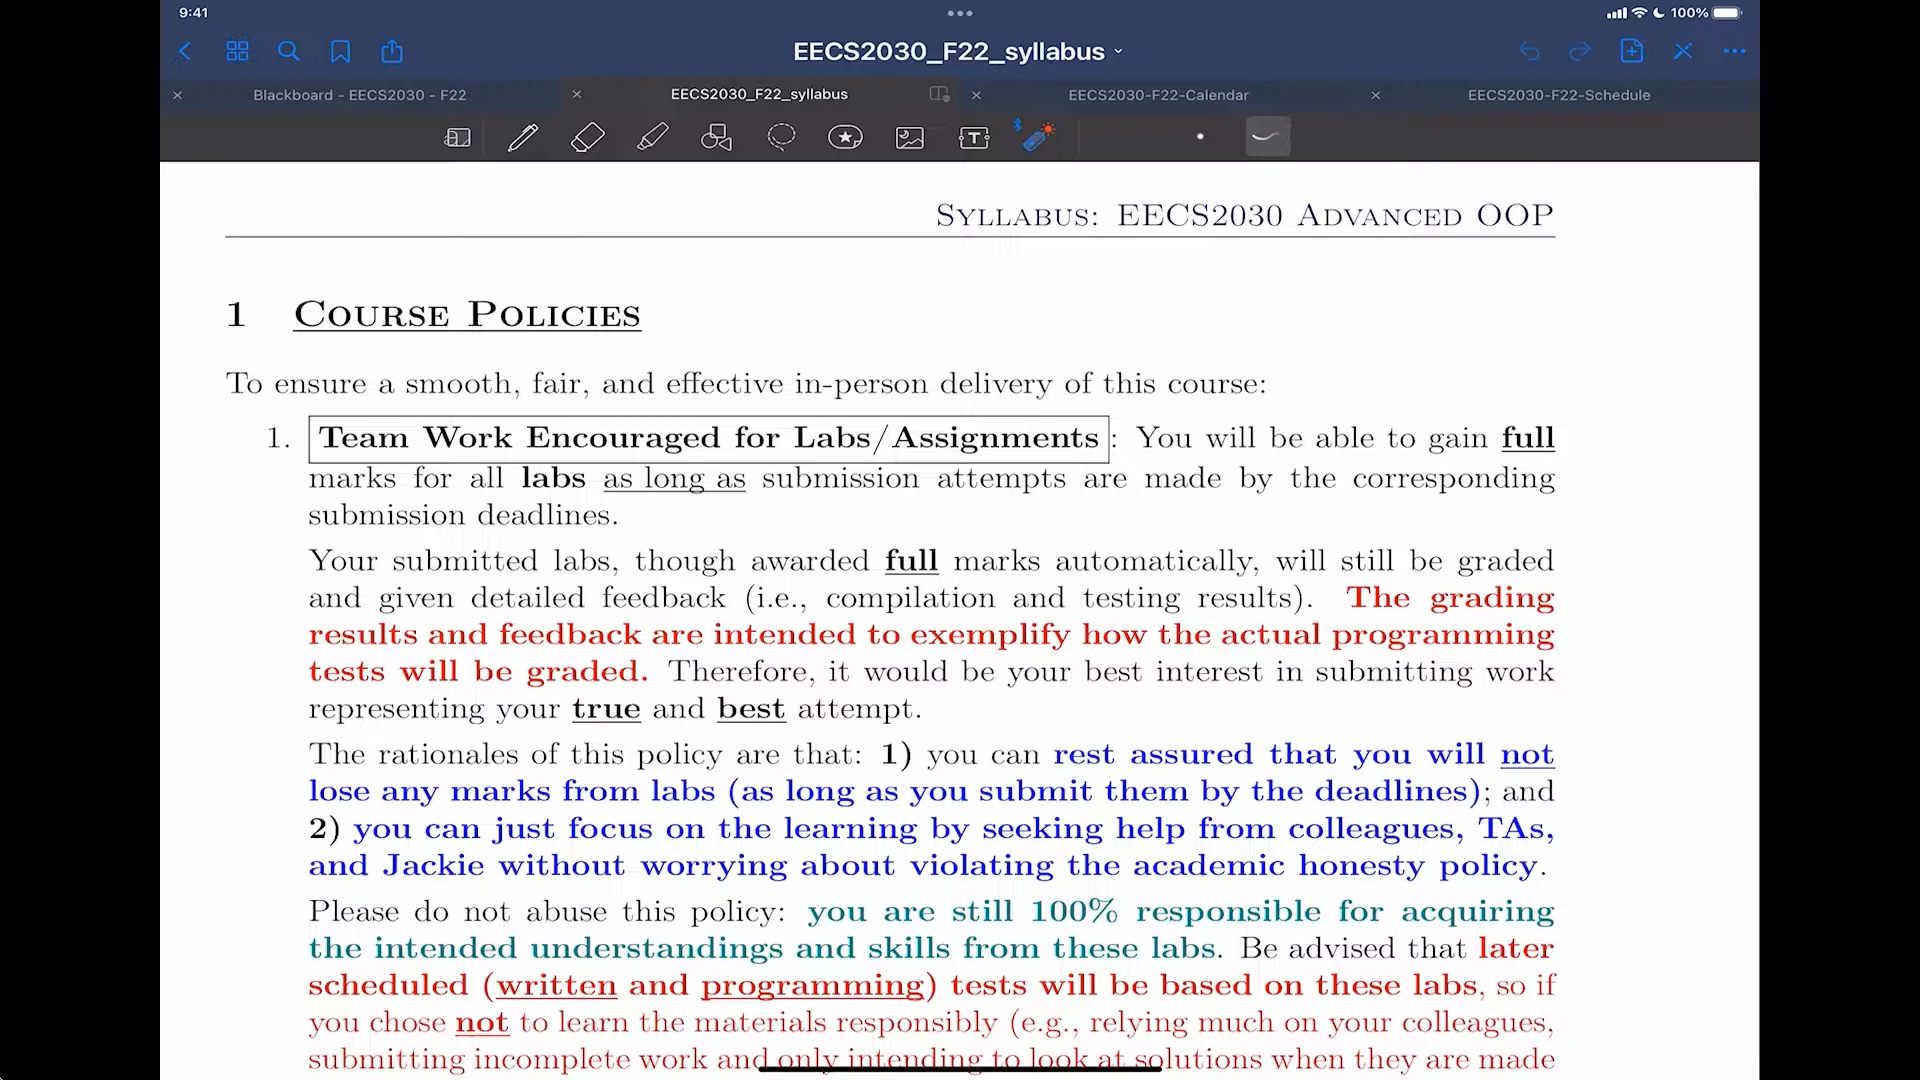 9:41
100%
EECS2030_F22_syllabus
Blackboard - EECS2030 - F22
EECS2030_F22_syllabus
EECS2030-F22-Calendar
EECS2030-F22-Schedule
SYLLABUS: EECS2030 ADVANCED OOP
1 COURSE POLICIES
To ensure a smooth, fair, and effective in-person delivery of this course:
1. Team Work Encouraged for Labs/Assignments: You will be able to gain full
marks for all labs as long as submission attempts are made by the corresponding
submission deadlines.
Your submitted labs, though awarded full marks automatically, will still be graded
and given detailed feedback (i.e., compilation and testing results). The grading
results and feedback are intended to exemplify how the actual programming
tests will be graded. Therefore, it would be your best interest in submitting work
representing your true and best attempt.
The rationales of this policy are that: 1) you can rest assured that you will not
lose any marks from labs (as long as you submit them by the deadlines); and
2) you can just focus on the learning by seeking help from colleagues, TAs,
and Jackie without worrying about violating the academic honesty policy.
Please do not abuse this policy: you are still 100% responsible for acquiring
the intended understandings and skills from these labs. Be advised that later
scheduled (written and programming) tests will be based on these labs, so if
you chose not to learn the materials responsibly (e.g., relying much on your colleagues,
submitting incomplete work and only intending to look at solutions when they are made